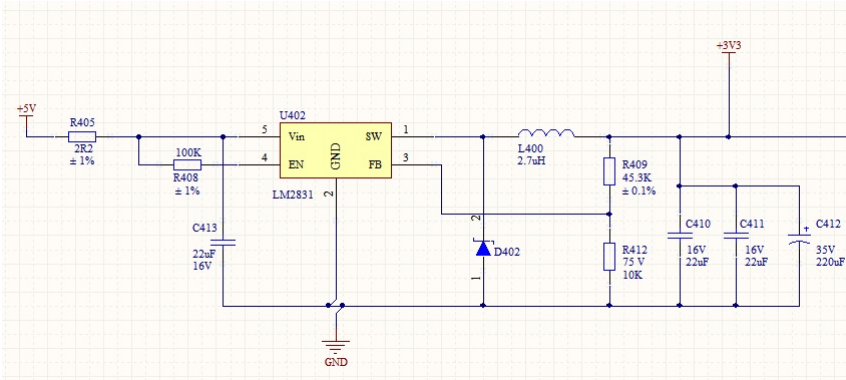 +3V3
+5V
R405
2R2
± 1%
100K
R408
± 1%
U402
5
Vin
SW
1
4
EN
GND
FB
3
LM2831
2
C413
22uF
16V
L400
2.7uH
2
D402
1
R409
45.3K
± 0.1%
R412
75 V
10K
C410
16V
22uF
C411
16V
22uF
+
C412
35V
220uF
GND